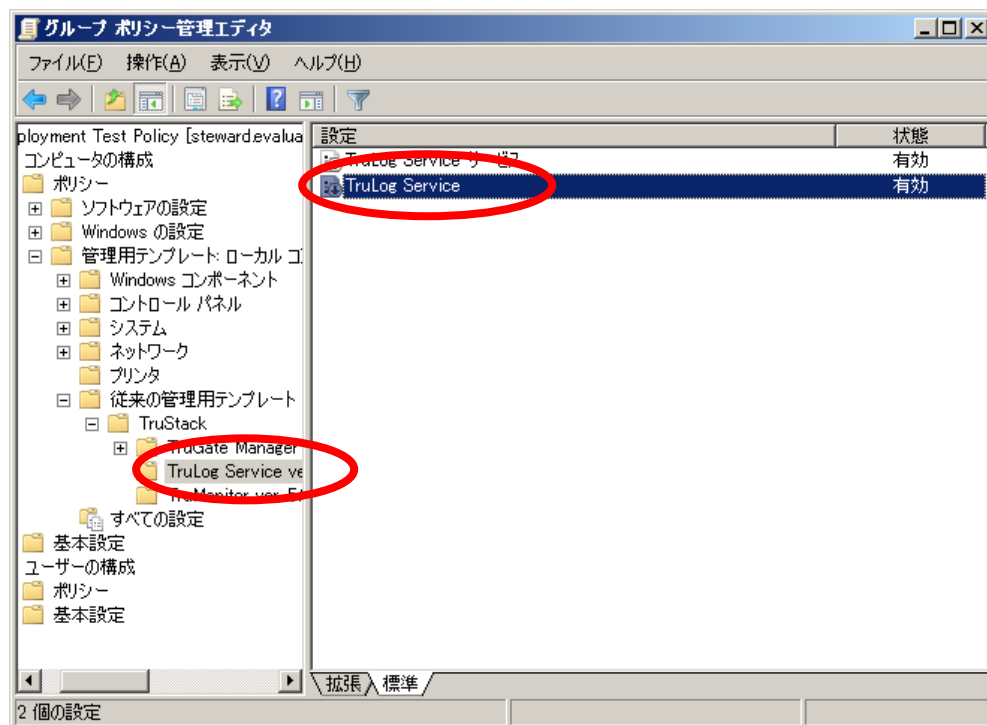 グループ ポリシー管理エディタ
ファイル(F) 操作(A) 表示(V) ヘルプ(H)
ployment Test Policy [steward.evalua
コンピュータの構成
ポリシー
ソフトウェアの設定
Windows の設定
管理用テンプレート: ローカル コ
Windows コンポーネント
コントロール パネル
システム
ネットワーク
プリンタ
従来の管理用テンプレート
TruStack
TruGate Manager
TruLog Service ve
TruMonitor ver
すべての設定
基本設定
ユーザーの構成
ポリシー
基本設定
設定 状態
TruLog Service サービス 有効
TruLog Service 有効
拡張 標準
2 個の設定